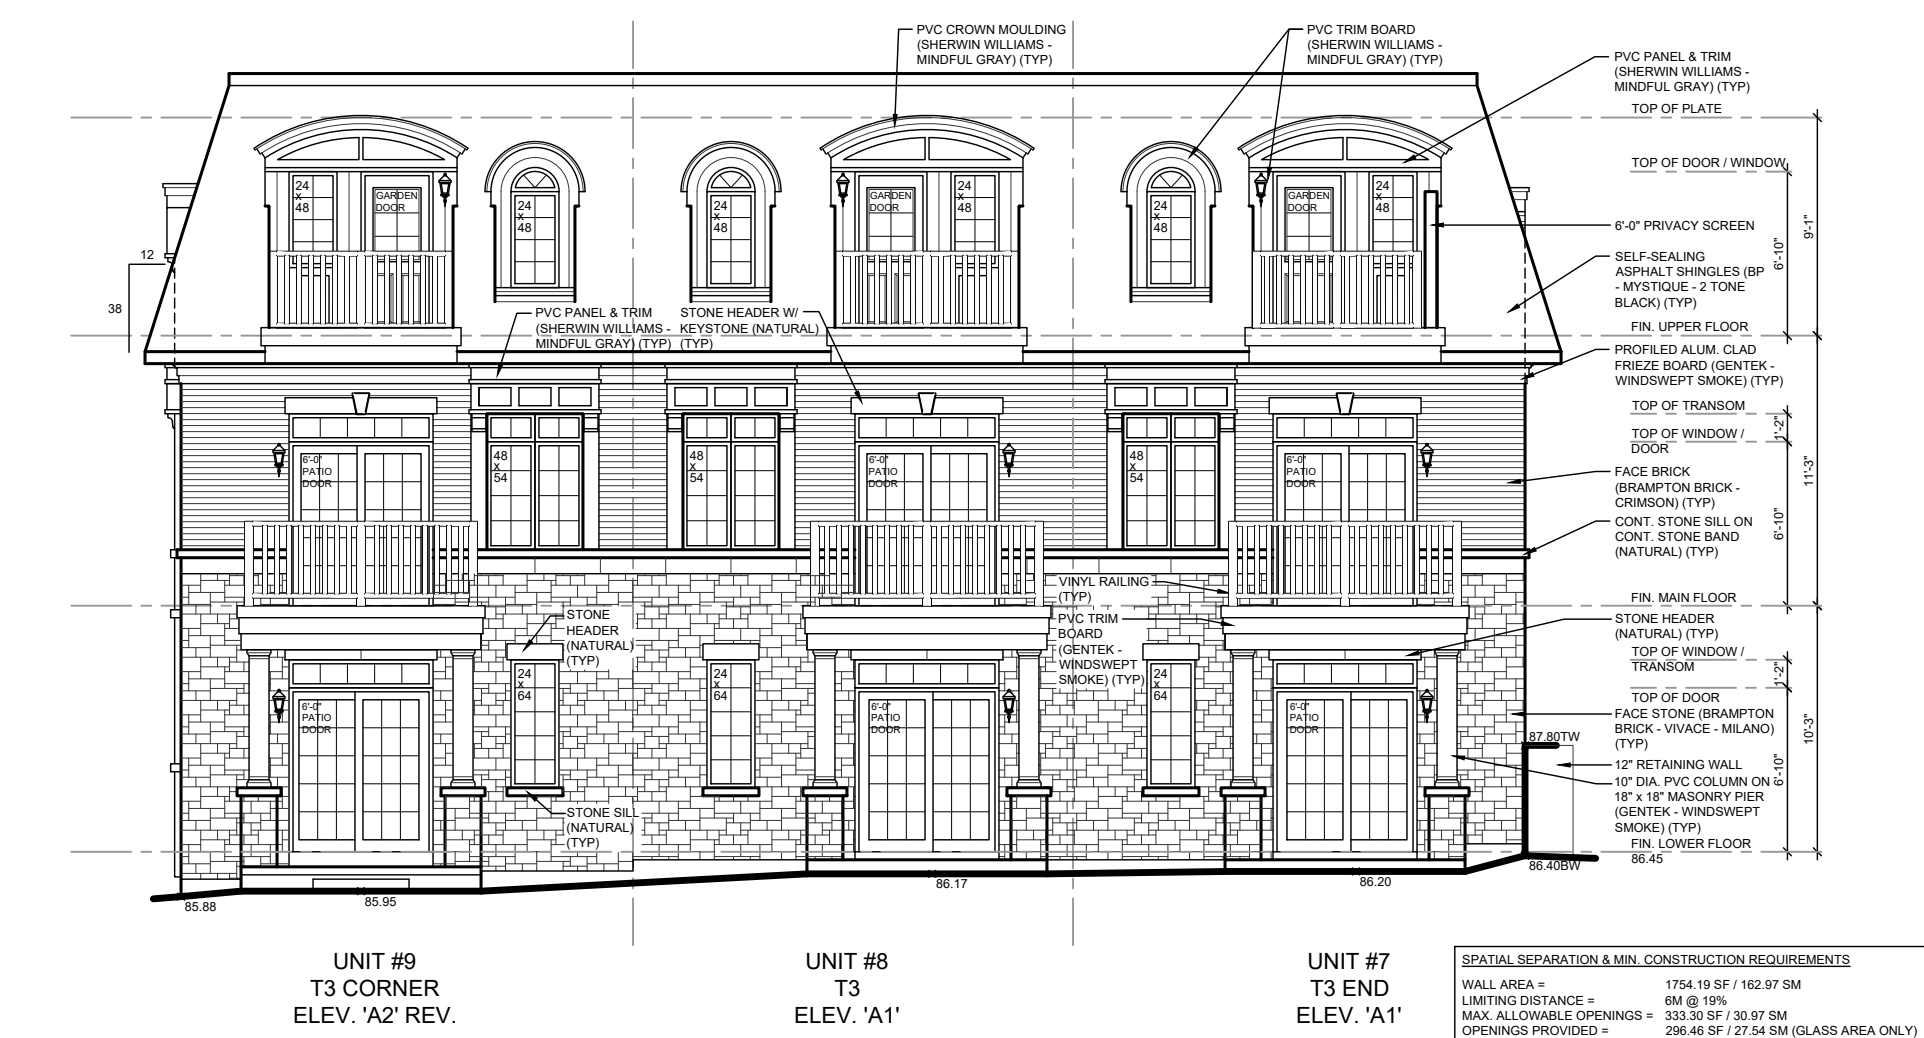 PVC CROWN MOULDING
(SHERWIN WILLIAMS -
MINDFUL GRAY) (TYP)
PVC TRIM BOARD
(SHERWIN WILLIAMS -
MINDFUL GRAY) (TYP)
PVC PANEL & TRIM
(SHERWIN WILLIAMS -
MINDFUL GRAY) (TYP)
TOP OF PLATE
TOP OF DOOR / WINDOW
6'-0" PRIVACY SCREEN
9'-1"
6'-10"
SELF-SEALING
ASPHALT SHINGLES (BP
- MYSTIQUE - 2 TONE
BLACK) (TYP)
FIN. UPPER FLOOR
24
x
48
GARDEN
DOOR
24
x
48
24
x
48
GARDEN
DOOR
24
x
48
24
x
48
GARDEN
DOOR
24
x
48
12
38
PVC PANEL & TRIM
(SHERWIN WILLIAMS -
MINDFUL GRAY) (TYP)
STONE HEADER W/
KEYSTONE (NATURAL)
(TYP)
PROFILED ALUM. CLAD
FRIEZE BOARD (GENTEK -
WINDSWEPT SMOKE) (TYP)
TOP OF TRANSOM
1'-2"
TOP OF WINDOW /
DOOR
11'-3"
FACE BRICK
(BRAMPTON BRICK -
CRIMSON) (TYP)
6'-10"
CONT. STONE SILL ON
CONT. STONE BAND
(NATURAL) (TYP)
6'-0"
PATIO
DOOR
48
x
54
48
x
54
6'-0"
PATIO
DOOR
48
x
54
6'-0"
PATIO
DOOR
VINYL RAILING
(TYP)
PVC TRIM
BOARD
(GENTEK -
WINDSWEPT
SMOKE) (TYP)
FIN. MAIN FLOOR
STONE HEADER
(NATURAL) (TYP)
TOP OF WINDOW /
TRANSOM
1'-2"
TOP OF DOOR
FACE STONE (BRAMPTON
BRICK - VIVACE - MILANO)
(TYP)
10'-3"
6'-10"
STONE
HEADER
(NATURAL)
(TYP)
24
x
64
24
x
64
24
x
64
6'-0"
PATIO
DOOR
6'-0"
PATIO
DOOR
6'-0"
PATIO
DOOR
87.80TW
12" RETAINING WALL
10" DIA. PVC COLUMN ON
18" x 18" MASONRY PIER
(GENTEK - WINDSWEPT
SMOKE) (TYP)
STONE SILL
(NATURAL)
(TYP)
FIN. LOWER FLOOR
86.45
86.40BW
85.88
85.95
86.17
86.20
UNIT #9
T3 CORNER
ELEV. 'A2' REV.
UNIT #8
T3
ELEV. 'A1'
UNIT #7
T3 END
ELEV. 'A1'
SPATIAL SEPARATION & MIN. CONSTRUCTION REQUIREMENTS
WALL AREA = 1754.19 SF / 162.97 SM
LIMITING DISTANCE = 6M @ 19%
MAX. ALLOWABLE OPENINGS = 333.30 SF / 30.97 SM
OPENINGS PROVIDED = 296.46 SF / 27.54 SM (GLASS AREA ONLY)